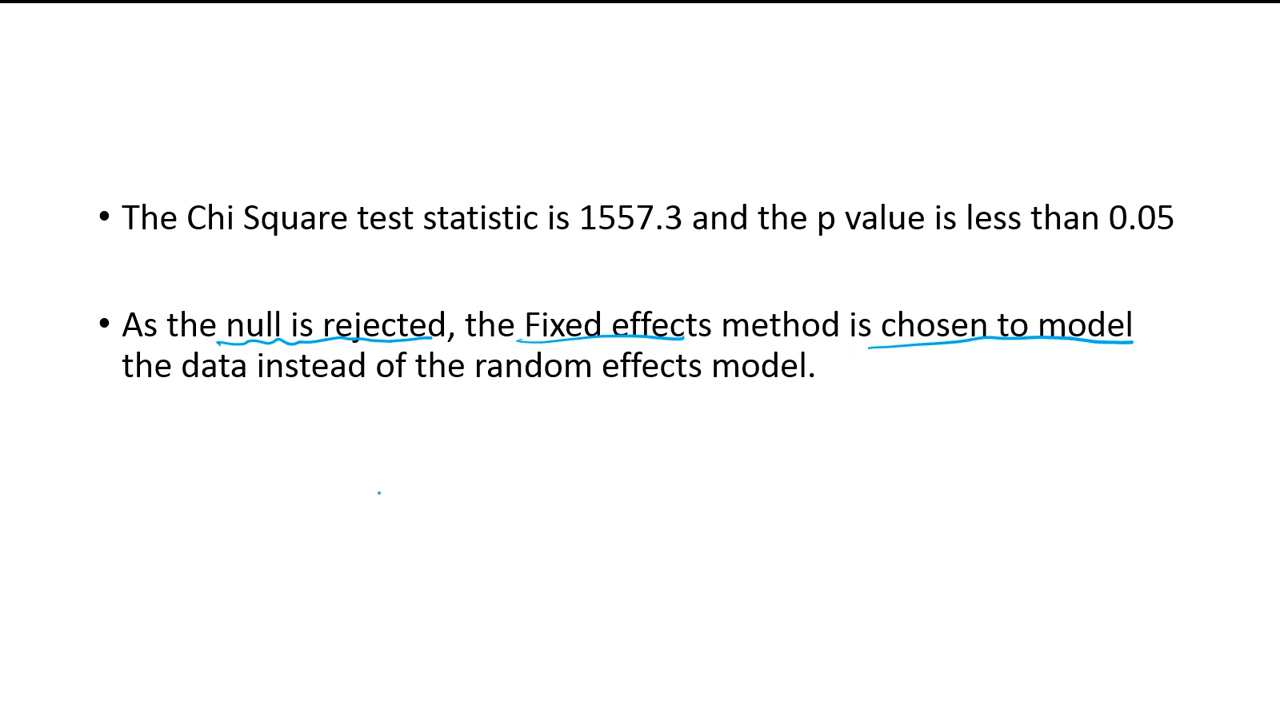 • The Chi Square test statistic is 1557.3 and the p value is less than 0.05
• As the null is rejected, the Fixed effects method is chosen to model
the data instead of the random effects model.